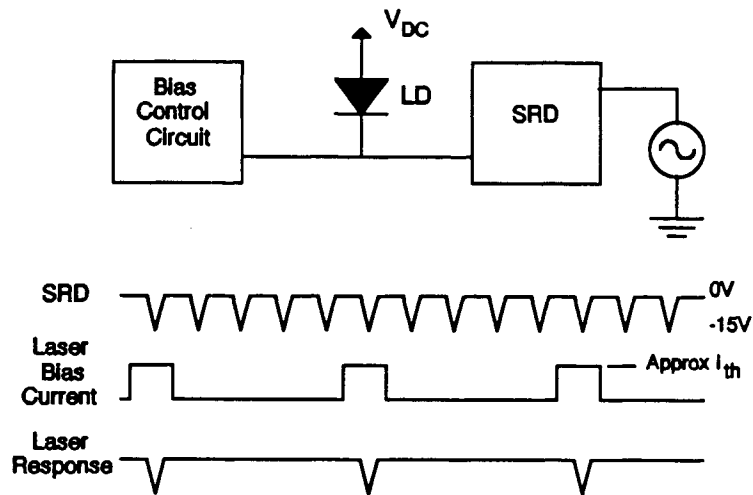 V_DC
Bias
Control
Circuit
LD
SRD
SRD
0V
-15V
Laser
Bias
Current
Approx I_th
Laser
Response